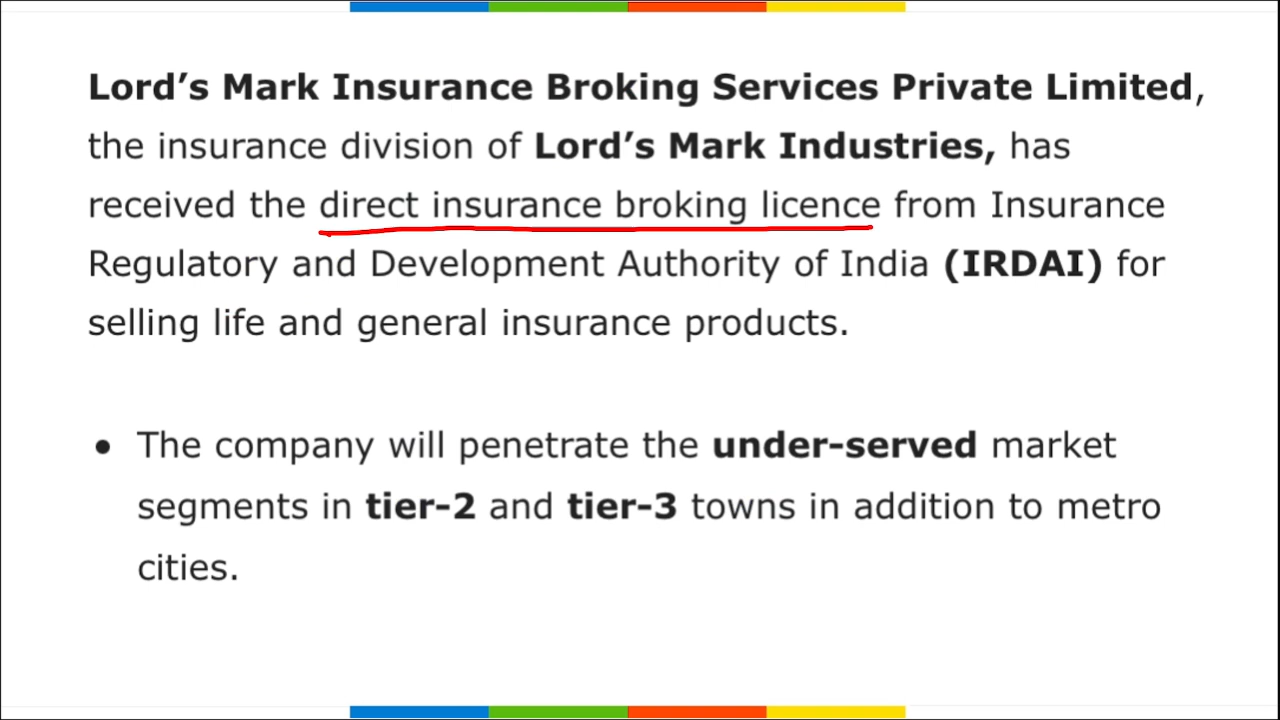 Lord’s Mark Insurance Broking Services Private Limited,
the insurance division of Lord’s Mark Industries, has
received the direct insurance broking licence from Insurance
Regulatory and Development Authority of India (IRDAI) for
selling life and general insurance products.
● The company will penetrate the under-served market
segments in tier-2 and tier-3 towns in addition to metro
cities.